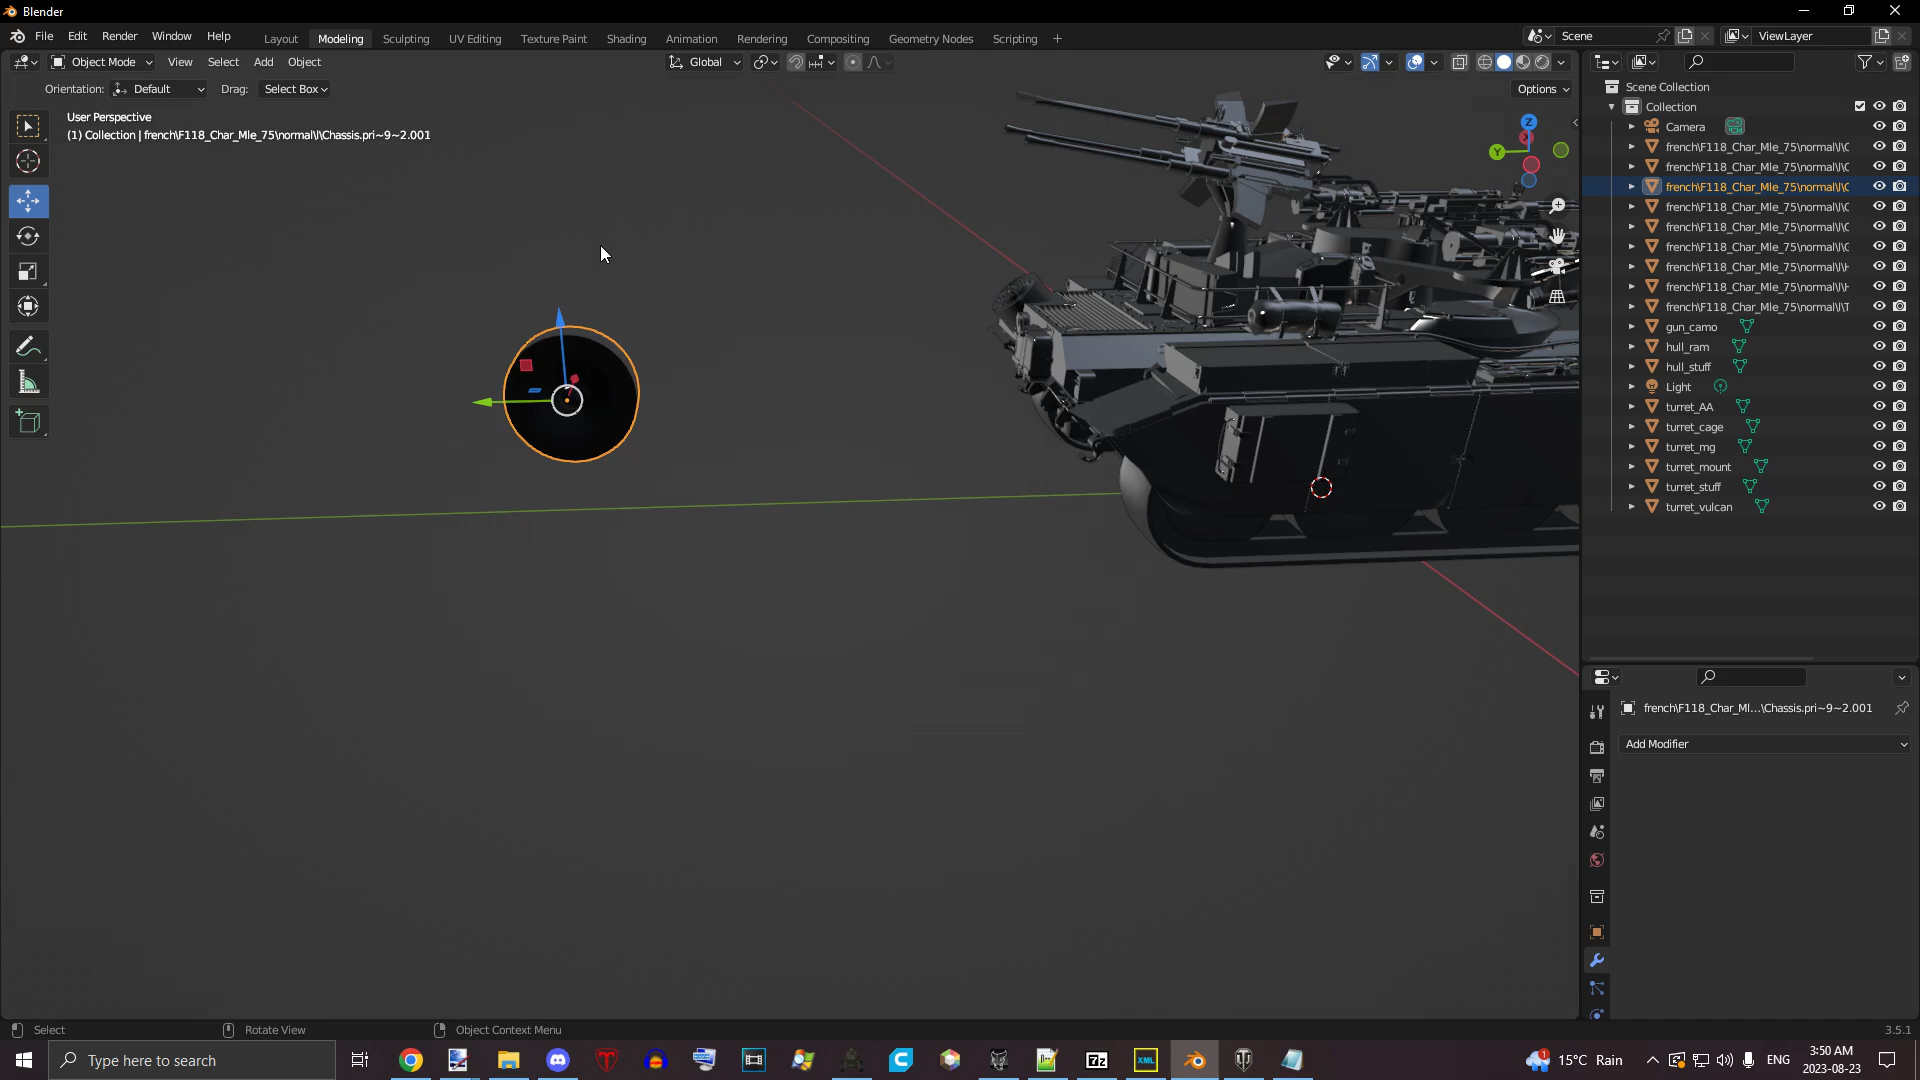 Blender
File Edit Render Window Help
Layout Modeling Sculpting UV Editing Texture Paint Shading Animation Rendering Compositing Geometry Nodes Scripting +
Scene
ViewLayer
Object Mode View Select Add Object
Global
Orientation: Default Drag: Select Box
Options
User Perspective
(1) Collection | french\F118_Char_Mle_75\normal\l\Chassis.pri~9~2.001
Z
Y
Scene Collection
Collection
Camera
french\F118_Char_Mle_75\normal\l\C
french\F118_Char_Mle_75\normal\l\C
french\F118_Char_Mle_75\normal\l\C
french\F118_Char_Mle_75\normal\l\C
french\F118_Char_Mle_75\normal\l\C
french\F118_Char_Mle_75\normal\l\C
french\F118_Char_Mle_75\normal\l\H
french\F118_Char_Mle_75\normal\l\H
french\F118_Char_Mle_75\normal\l\T
gun_camo
hull_ram
hull_stuff
Light
turret_AA
turret_cage
turret_mg
turret_mount
turret_stuff
turret_vulcan
french\F118_Char_Ml...\Chassis.pri~9~2.001
Add Modifier
Select
Rotate View
Object Context Menu
3.5.1
Type here to search
7z
XML
1
15°C Rain
ENG
3:50 AM
2023-08-23